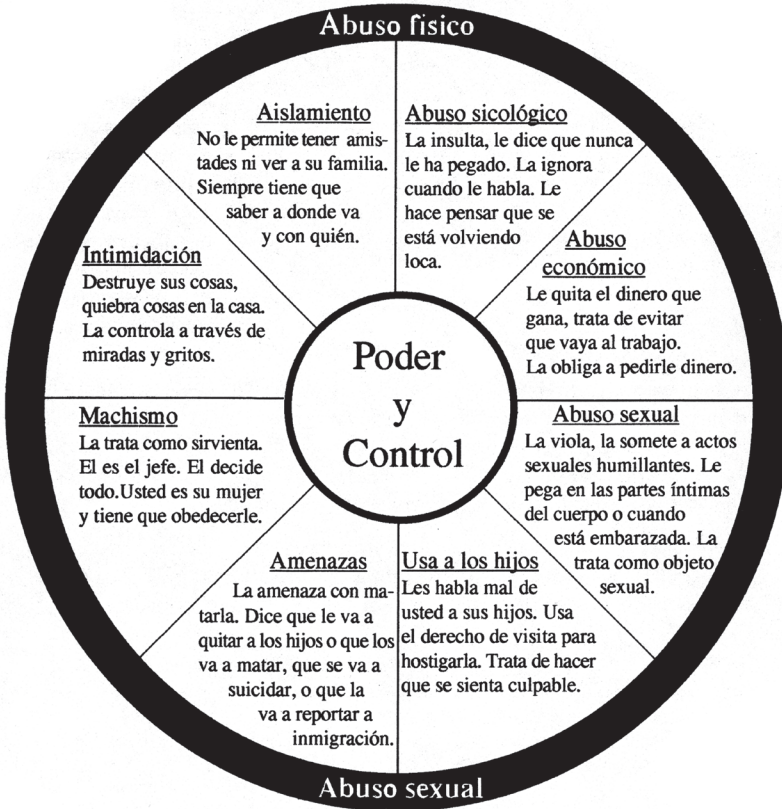 Abuso físico
Aislamiento
No le permite tener amis-
tades ni ver a su familia.
Siempre tiene que
saber a donde va
y con quién.
Abuso sicológico
La insulta, le dice que nunca
le ha pegado. La ignora
cuando le habla. Le
hace pensar que se
está volviendo
loca.
Intimidación
Destruye sus cosas,
quiebra cosas en la casa.
La controla a través de
miradas y gritos.
Abuso
económico
Le quita el dinero que
gana, trata de evitar
que vaya al trabajo.
La obliga a pedirle dinero.
Poder
y
Control
Machismo
La trata como sirvienta.
El es el jefe. El decide
todo.Usted es su mujer
y tiene que obedecerle.
Abuso sexual
La viola, la somete a actos
sexuales humillantes. Le
pega en las partes íntimas
del cuerpo o cuando
está embarazada. La
trata como objeto
sexual.
Amenazas
La amenaza con ma-
tarla. Dice que le va a
quitar a los hijos o que los
va a matar, que se va a
suicidar, o que la
va a reportar a
inmigración.
Usa a los hijos
Les habla mal de
usted a sus hijos. Usa
el derecho de visita para
hostigarla. Trata de hacer
que se sienta culpable.
Abuso sexual